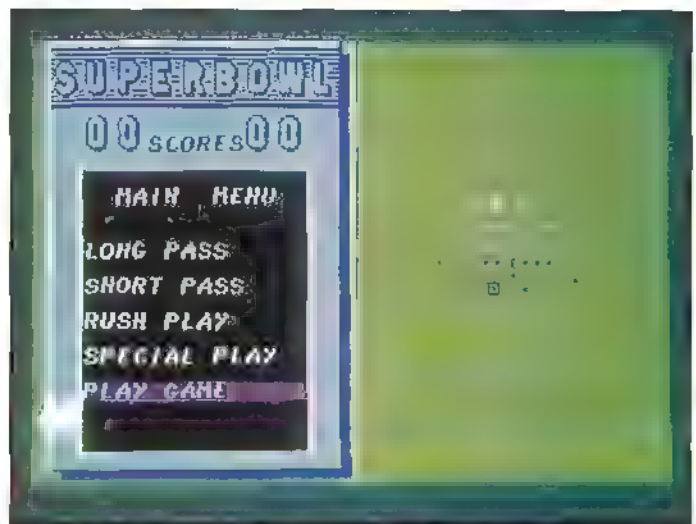 SUPERBOWL
00 SCORES 00
MAIN MENU
LONG PASS
SHORT PASS
RUSH PLAY
SPECIAL PLAY
PLAY GAME